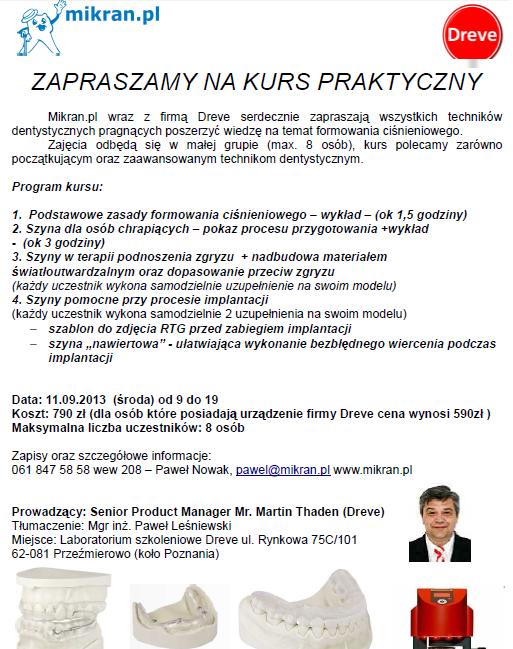 mikran.pl
Dreve
ZAPRASZAMY NA KURS PRAKTYCZNY
Mikran.pl wraz z firmą Dreve serdecznie zapraszają wszystkich techników
dentystycznych pragnących poszerzyć wiedzę na temat formowania ciśnieniowego.
Zajęcia odbędą się w małej grupie (max. 8 osób), kurs polecamy zarówno
początkującym oraz zaawansowanym technikom dentystycznym.
Program kursu:
1. Podstawowe zasady formowania ciśnieniowego – wykład – (ok 1,5 godziny)
2. Szyna dla osób chrapiących – pokaz procesu przygotowania +wykład
- (ok 3 godziny)
3. Szyny w terapii podnoszenia zgryzu + nadbudowa materiałem
światłoutwardzalnym oraz dopasowanie przeciw zgryzu
(każdy uczestnik wykona samodzielnie uzupełnienie na swoim modelu)
4. Szyny pomocne przy procesie implantacji
(każdy uczestnik wykona samodzielnie 2 uzupełnienia na swoim modelu)
– szablon do zdjęcia RTG przed zabiegiem implantacji
– szyna „nawiertowa" - ułatwiająca wykonanie bezbłędnego wiercenia podczas
implantacji
Data: 11.09.2013 (środa) od 9 do 19
Koszt: 790 zł (dla osób które posiadają urządzenie firmy Dreve cena wynosi 590zł )
Maksymalna liczba uczestników: 8 osób
Zapisy oraz szczegółowe informacje:
061 847 58 58 wew 208 – Paweł Nowak, pawel@mikran.pl www.mikran.pl
Prowadzący: Senior Product Manager Mr. Martin Thaden (Dreve)
Tłumaczenie: Mgr inż. Paweł Leśniewski
Miejsce: Laboratorium szkoleniowe Dreve ul. Rynkowa 75C/101
62-081 Przeźmierowo (koło Poznania)